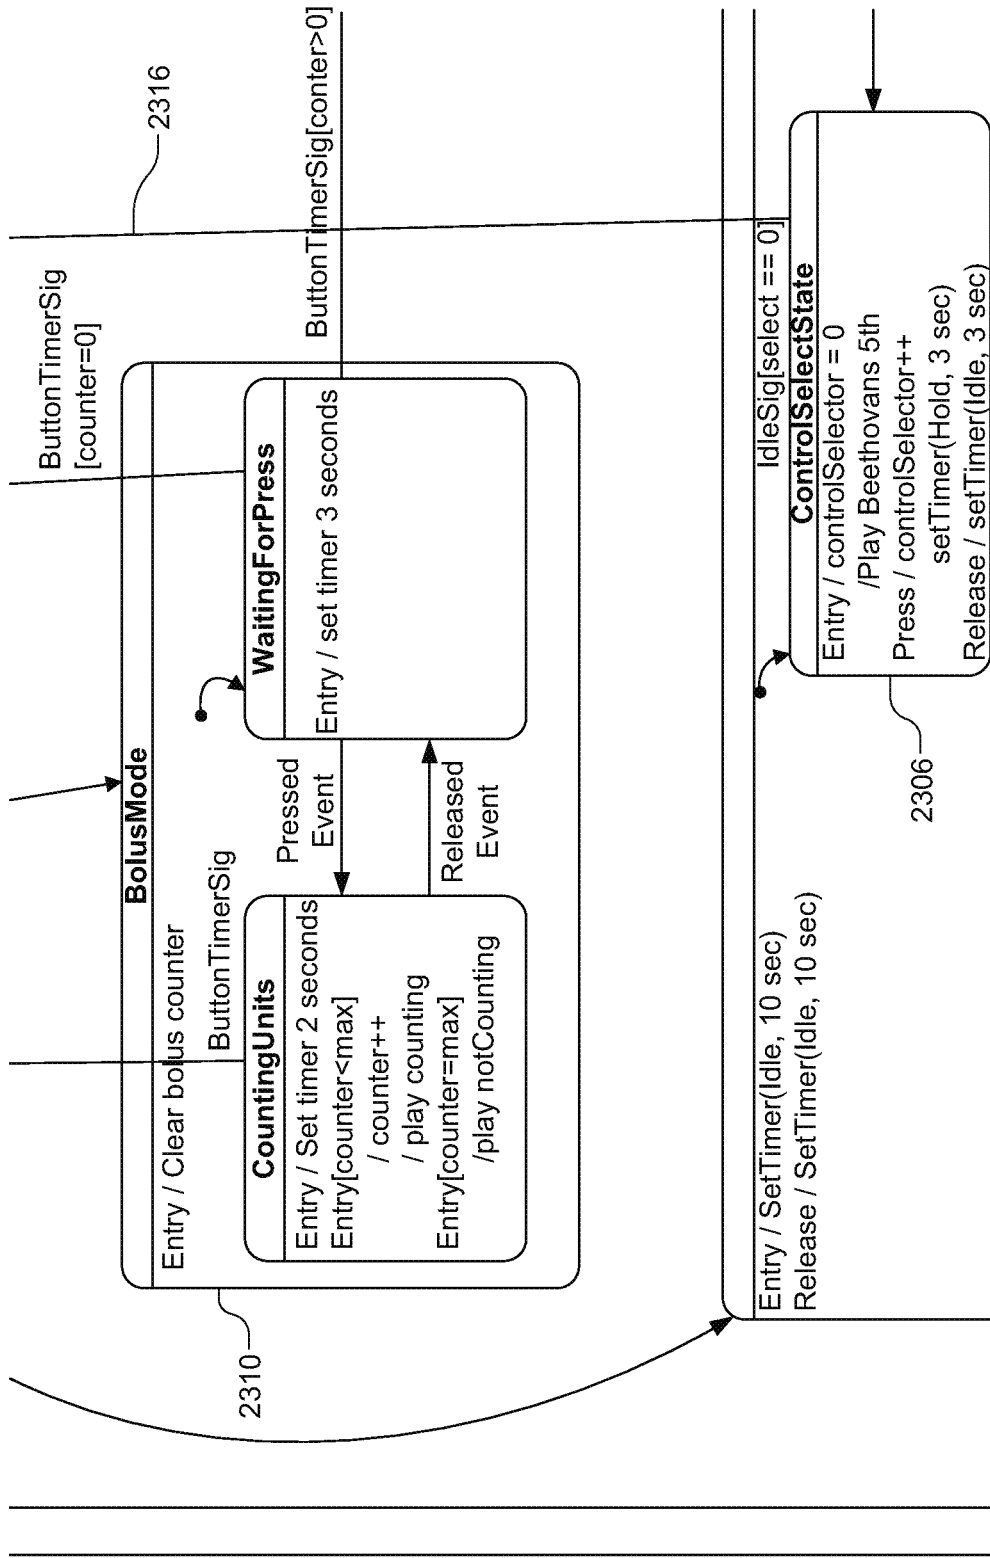 2316
ButtonTimerSig
[counter=0]
ButtonTimerSig[conter>0]
BolusMode
Entry / Clear bolus counter
ButtonTimerSig
CountingUnits
Entry / Set timer 2 seconds
Entry[counter<max]
/ counter++
/ play counting
Entry[counter=max]
/play notCounting
Pressed
Event
Released
Event
WaitingForPress
Entry / set timer 3 seconds
2310
IdleSig[select == 0]
Entry / SetTimer(Idle, 10 sec)
Release / SetTimer(Idle, 10 sec)
ControlSelectState
Entry / controlSelector = 0
/Play Beethovans 5th
Press / controlSelector++
setTimer(Hold, 3 sec)
Release / setTimer(Idle, 3 sec)
2306